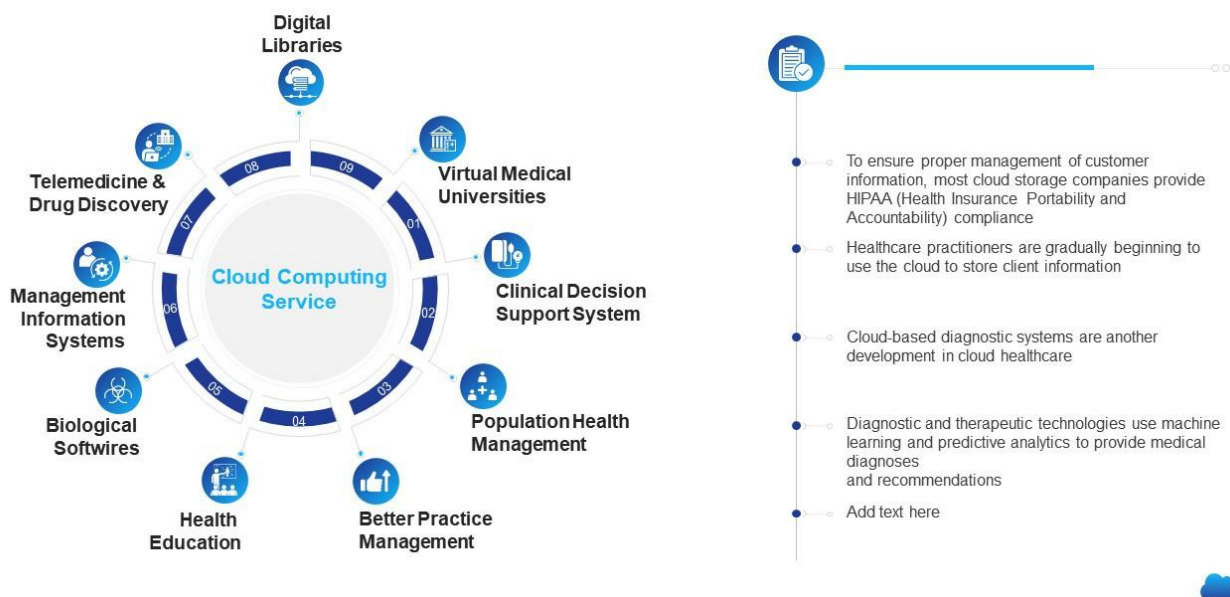 Digital
Libraries
Virtual Medical
Universities
Clinical Decision
Support System
Population Health
Management
Better Practice
Management
Health
Education
Biological
Softwires
Management
Information
Systems
Telemedicine &
Drug Discovery
Cloud Computing
Service
01
02
03
04
05
06
07
08
09
To ensure proper management of customer
information, most cloud storage companies provide
HIPAA (Health Insurance Portability and
Accountability) compliance
Healthcare practitioners are gradually beginning to
use the cloud to store client information
Cloud-based diagnostic systems are another
development in cloud healthcare
Diagnostic and therapeutic technologies use machine
learning and predictive analytics to provide medical
diagnoses
and recommendations
Add text here